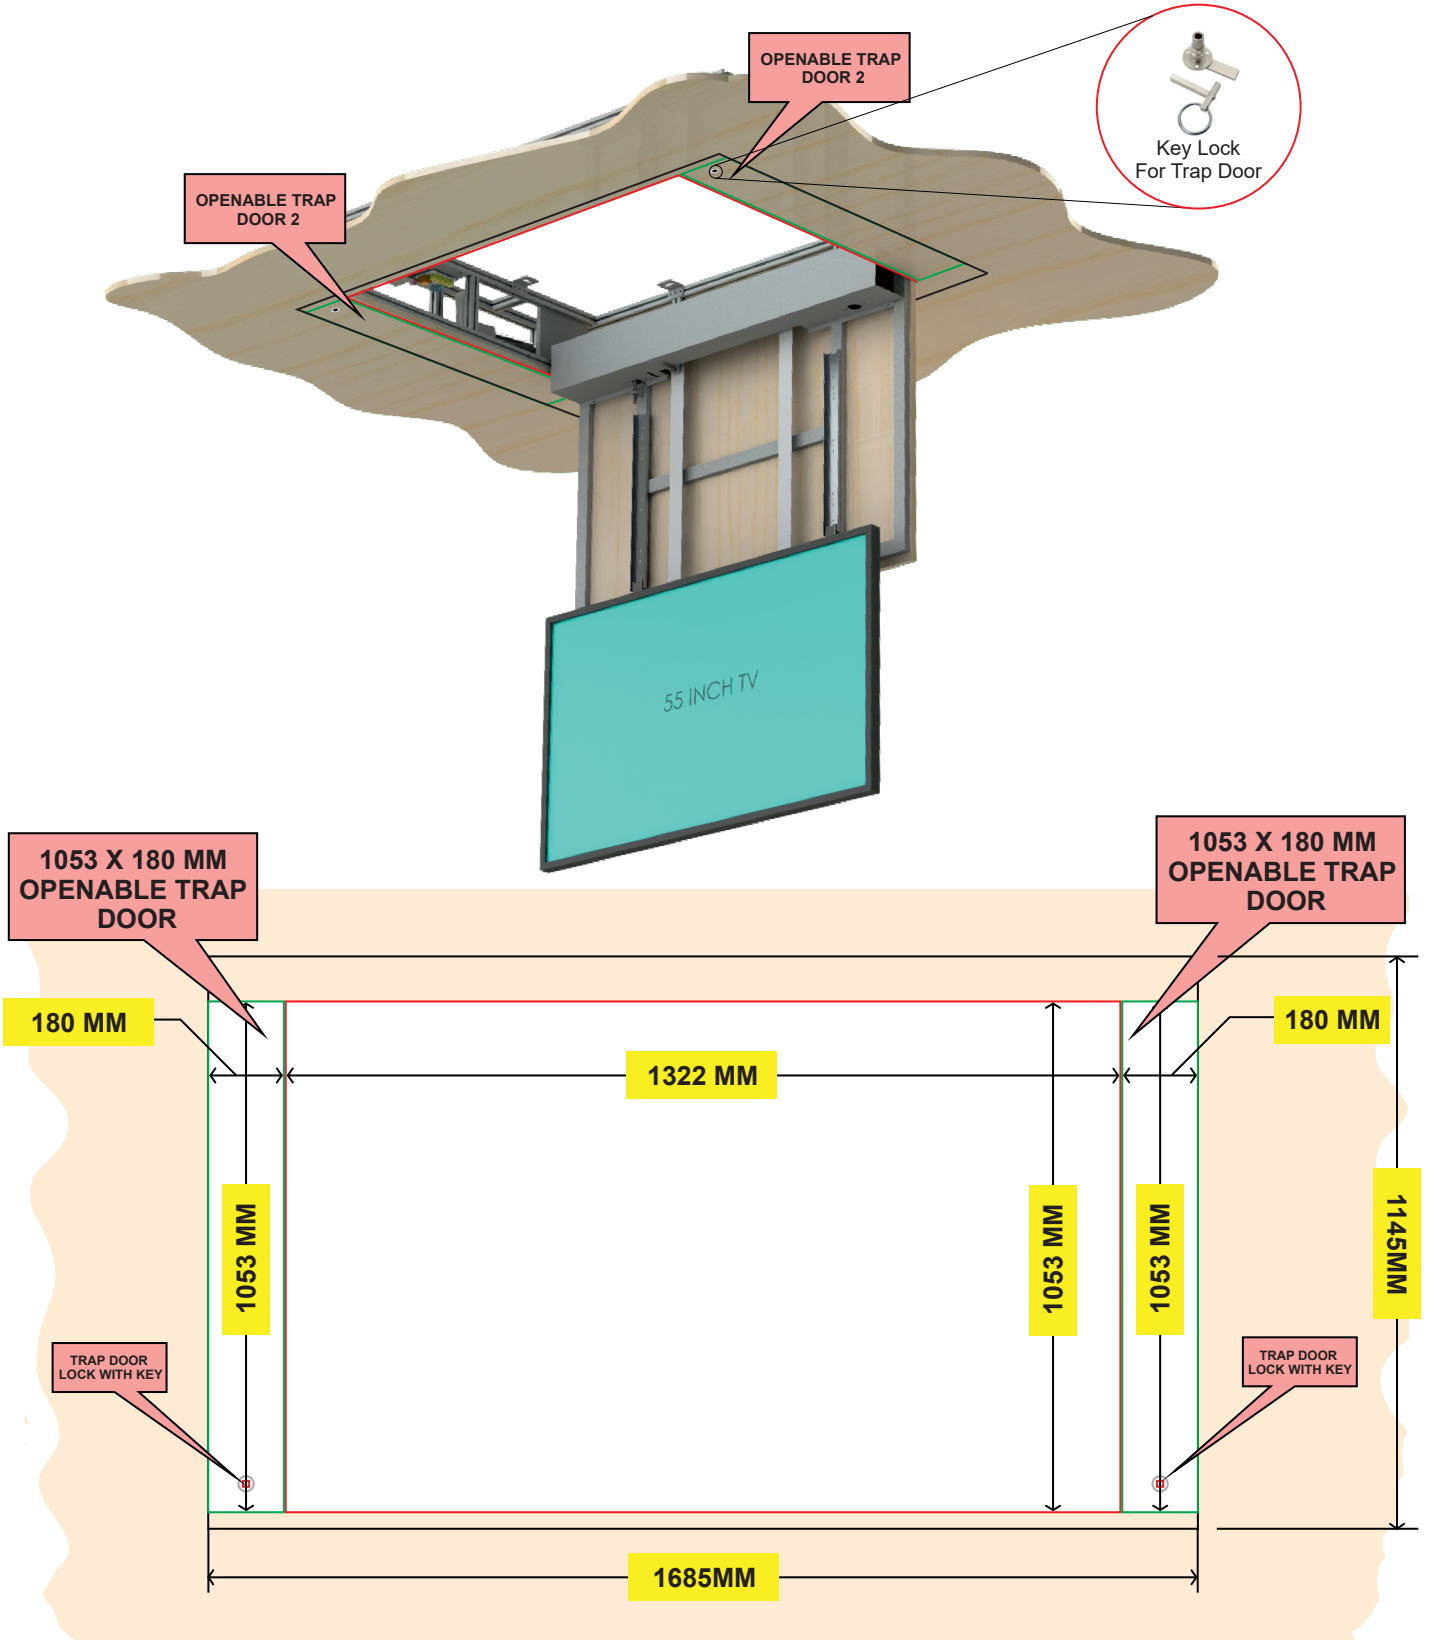 OPENABLE TRAP
DOOR 2
Key Lock
For Trap Door
OPENABLE TRAP
DOOR 2
55 INCH TV
1053 X 180 MM
OPENABLE TRAP
DOOR
1053 X 180 MM
OPENABLE TRAP
DOOR
180 MM
180 MM
1322 MM
1053 MM
1053 MM
1053 MM
1145MM
TRAP DOOR
LOCK WITH KEY
TRAP DOOR
LOCK WITH KEY
1685MM